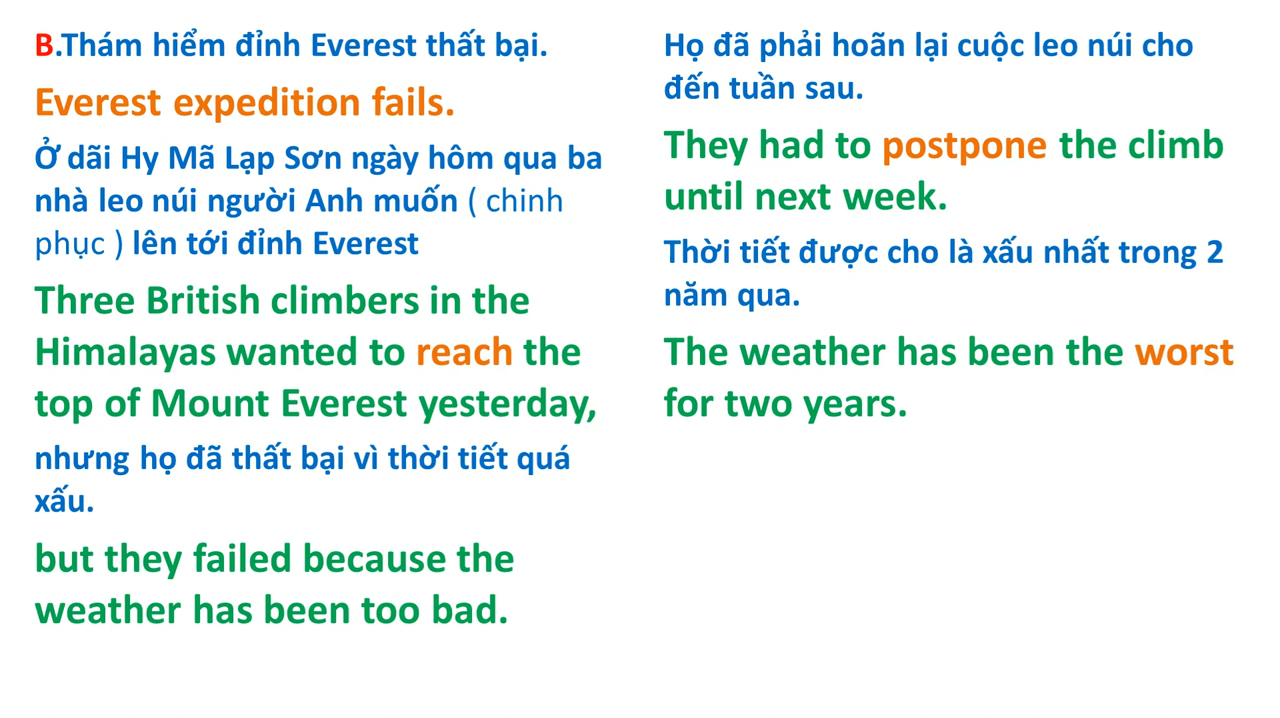 B.Thám hiểm đỉnh Everest thất bại.
Everest expedition fails.
Ở dãi Hy Mã Lạp Sơn ngày hôm qua ba
nhà leo núi người Anh muốn ( chinh
phục ) lên tới đỉnh Everest
Three British climbers in the
Himalayas wanted to reach the
top of Mount Everest yesterday,
nhưng họ đã thất bại vì thời tiết quá
xấu.
but they failed because the
weather has been too bad.
Họ đã phải hoãn lại cuộc leo núi cho
đến tuần sau.
They had to postpone the climb
until next week.
Thời tiết được cho là xấu nhất trong 2
năm qua.
The weather has been the worst
for two years.